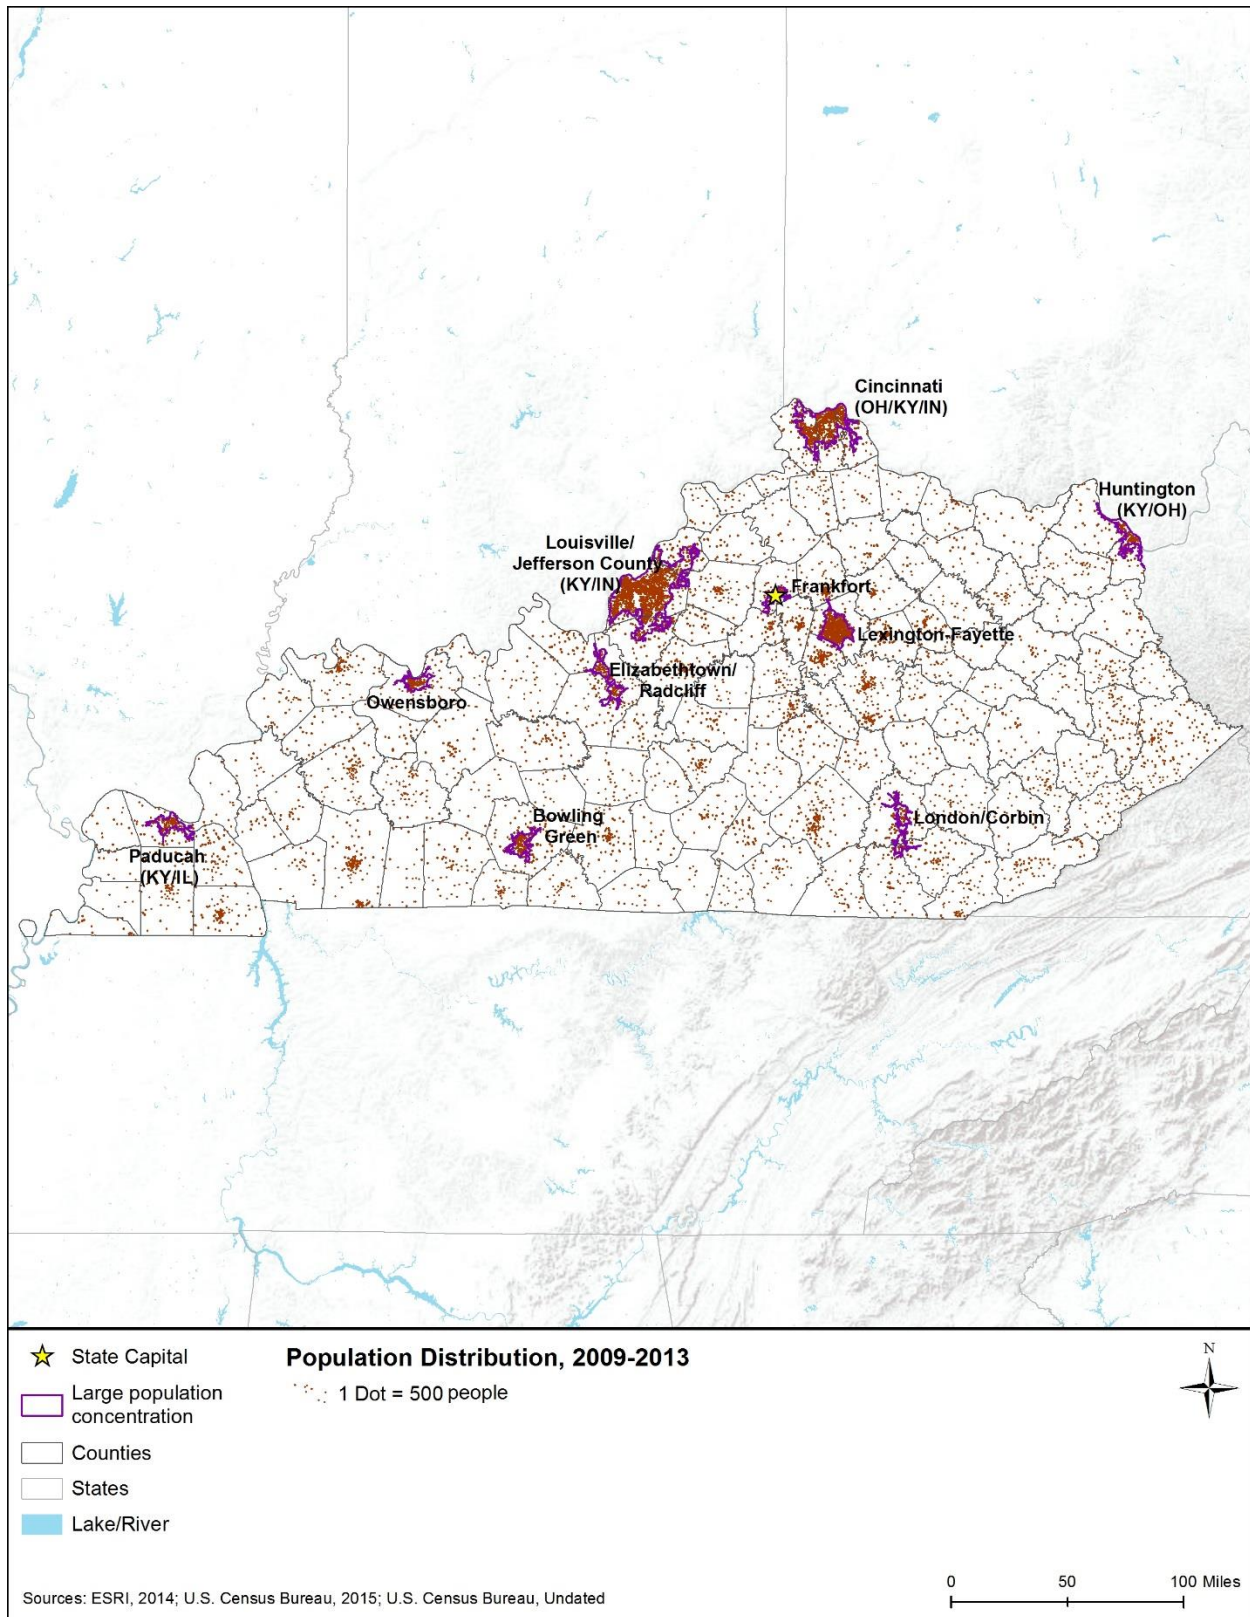 Cincinnati
(OH/KY/IN)
Huntington
(KY/OH)
Louisville/
Jefferson County
(KY/IN)
Frankfort
Lexington-Fayette
Elizabethtown/
Radcliff
Owensboro
Bowling
Green
London/Corbin
Paducah
(KY/IL)
State Capital
Large population
concentration
Counties
States
Lake/River
Population Distribution, 2009-2013
1 Dot = 500 people
N
Sources: ESRI, 2014; U.S. Census Bureau, 2015; U.S. Census Bureau, Undated
0 50 100 Miles